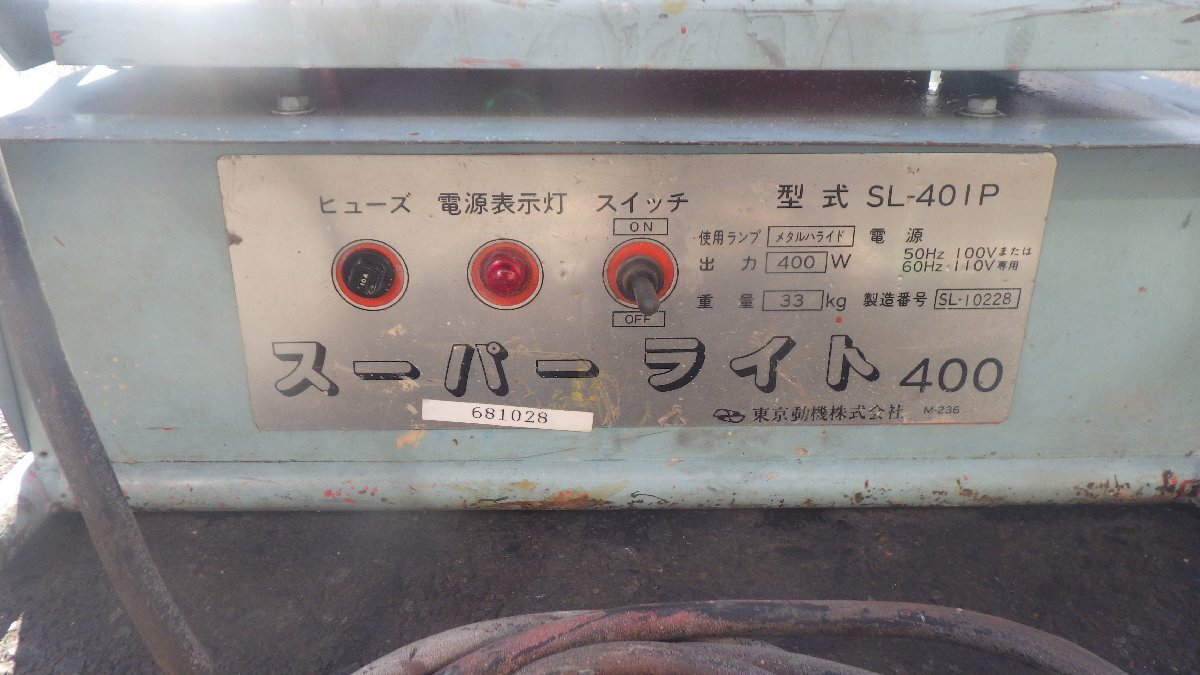 ヒューズ 電源表示灯 スイッチ 型式 SL-401P
ON
使用ランプ メタルハライド 電源
50Hz 100Vまたは
60Hz 110V専用
出力 400 W
10A
重量 33 kg 製造番号 SL-10228
OFF
スーパーライト 400
681028
東京動機株式会社 M-236